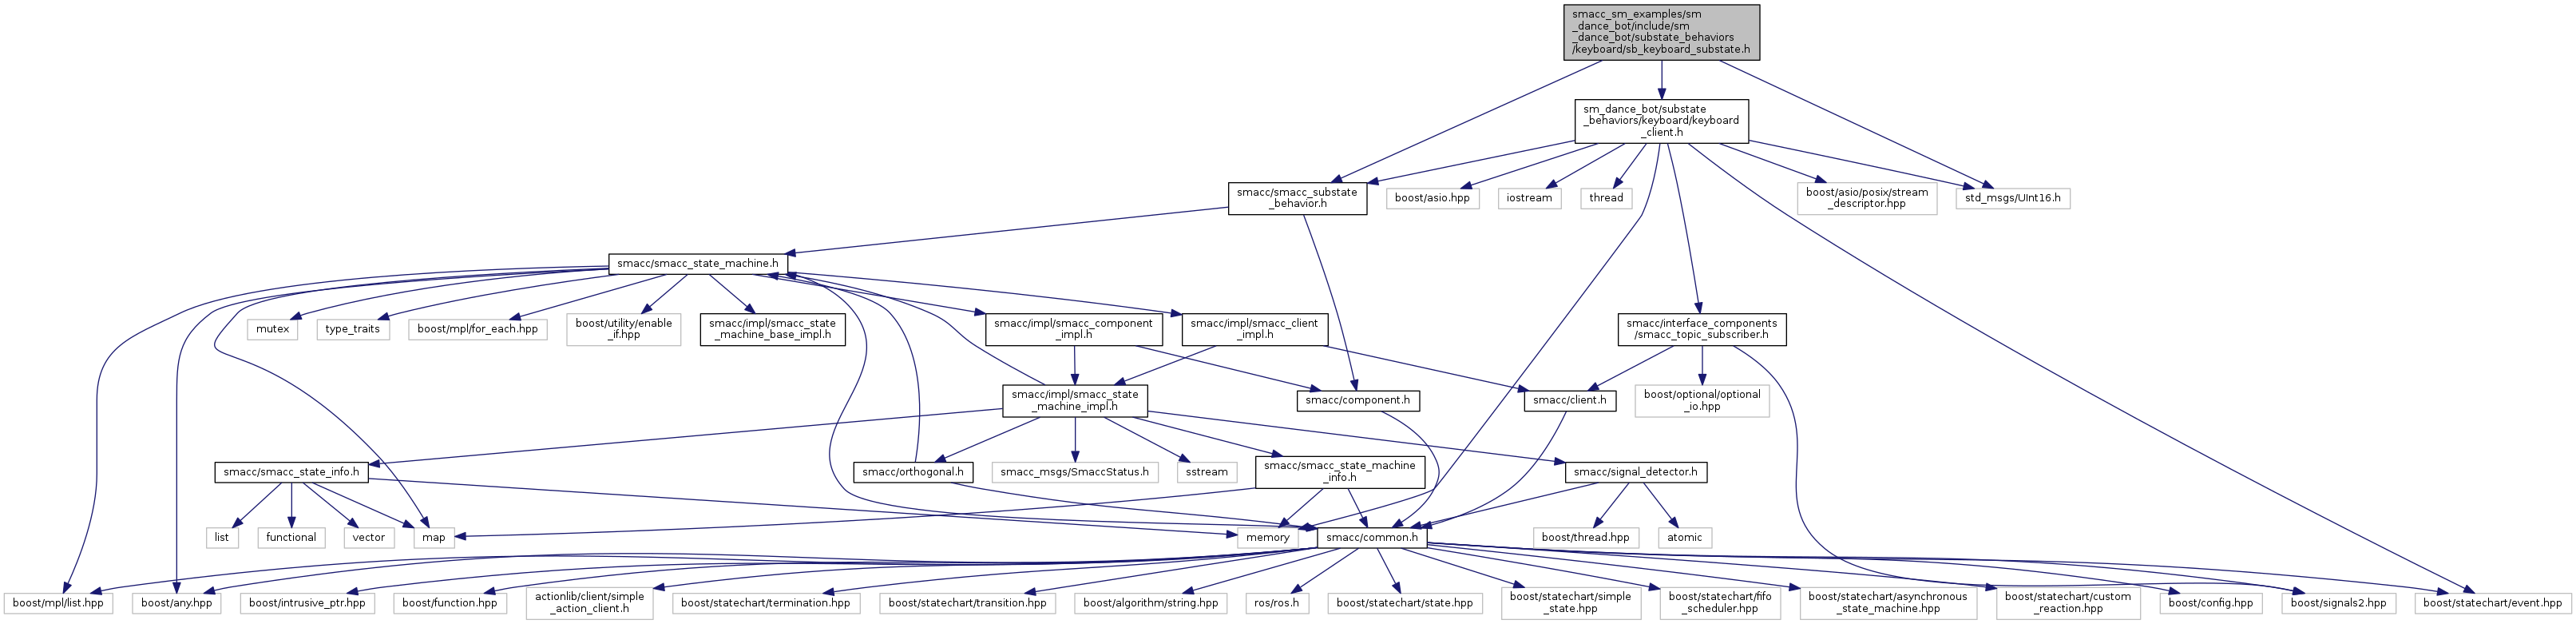 smacc_sm_examples/sm
_dance_bot/include/sm
_dance_bot/substate_behaviors
/keyboard/sb_keyboard_substate.h
sm_dance_bot/substate
_behaviors/keyboard/keyboard
_client.h
smacc/smacc_substate
_behavior.h
boost/asio.hpp
iostream
thread
boost/asio/posix/stream
_descriptor.hpp
std_msgs/UInt16.h
smacc/smacc_state_machine.h
mutex
type_traits
boost/mpl/for_each.hpp
boost/utility/enable
_if.hpp
smacc/impl/smacc_state
_machine_base_impl.h
smacc/impl/smacc_component
_impl.h
smacc/impl/smacc_client
_impl.h
smacc/interface_components
/smacc_topic_subscriber.h
smacc/impl/smacc_state
_machine_impl.h
smacc/component.h
smacc/client.h
boost/optional/optional
_io.hpp
smacc/smacc_state_info.h
smacc/orthogonal.h
smacc_msgs/SmaccStatus.h
sstream
smacc/smacc_state_machine
_info.h
smacc/signal_detector.h
list
functional
vector
map
memory
smacc/common.h
boost/thread.hpp
atomic
boost/mpl/list.hpp
boost/any.hpp
boost/intrusive_ptr.hpp
boost/function.hpp
actionlib/client/simple
_action_client.h
boost/statechart/termination.hpp
boost/statechart/transition.hpp
boost/algorithm/string.hpp
ros/ros.h
boost/statechart/state.hpp
boost/statechart/simple
_state.hpp
boost/statechart/fifo
_scheduler.hpp
boost/statechart/asynchronous
_state_machine.hpp
boost/statechart/custom
_reaction.hpp
boost/config.hpp
boost/signals2.hpp
boost/statechart/event.hpp